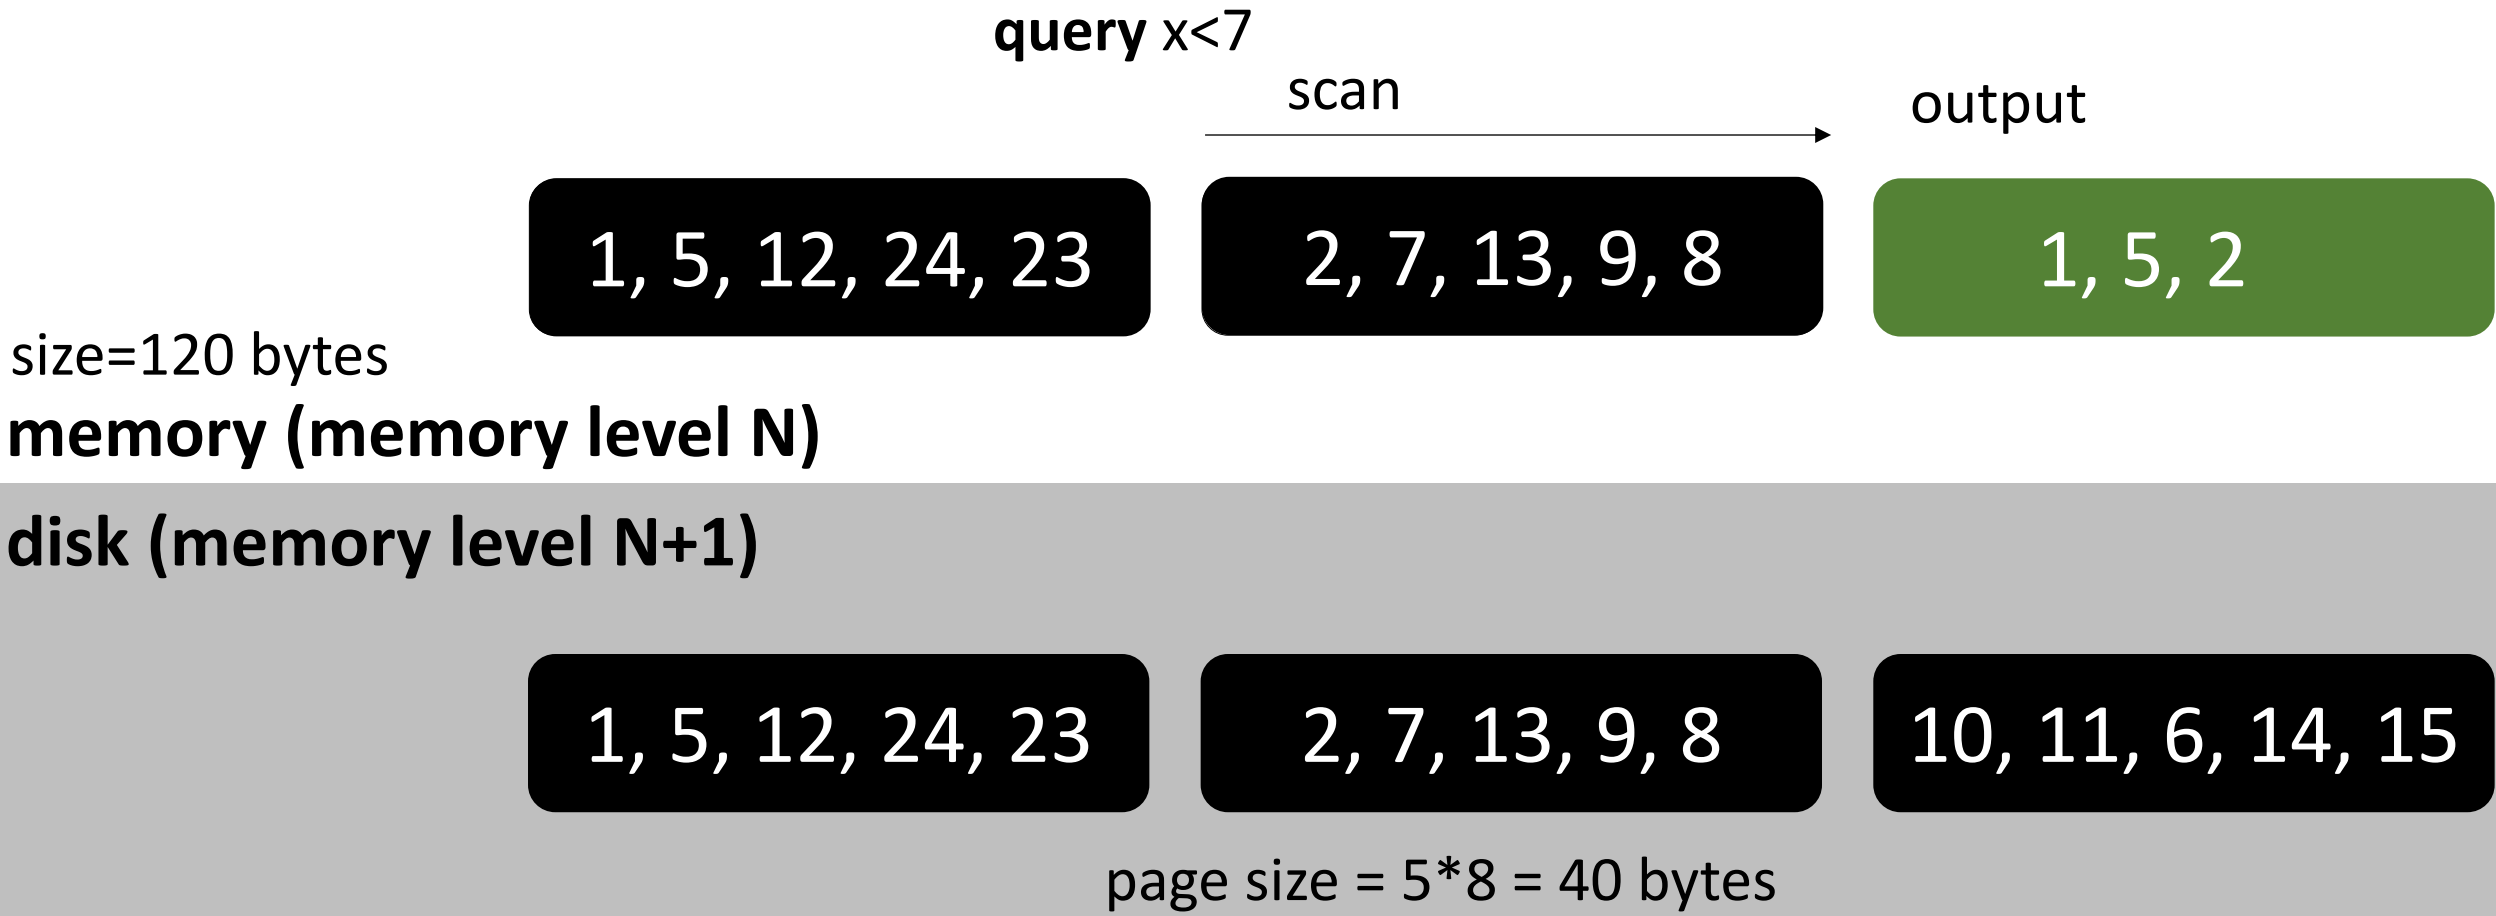 query x<7
scan
output
1, 5, 12, 24, 23
2, 7, 13, 9, 8
1, 5, 2
size=120 bytes
memory (memory level N)
disk (memory level N+1)
1, 5, 12, 24, 23
2, 7, 13, 9, 8
10, 11, 6, 14, 15
page size = 5*8 = 40 bytes